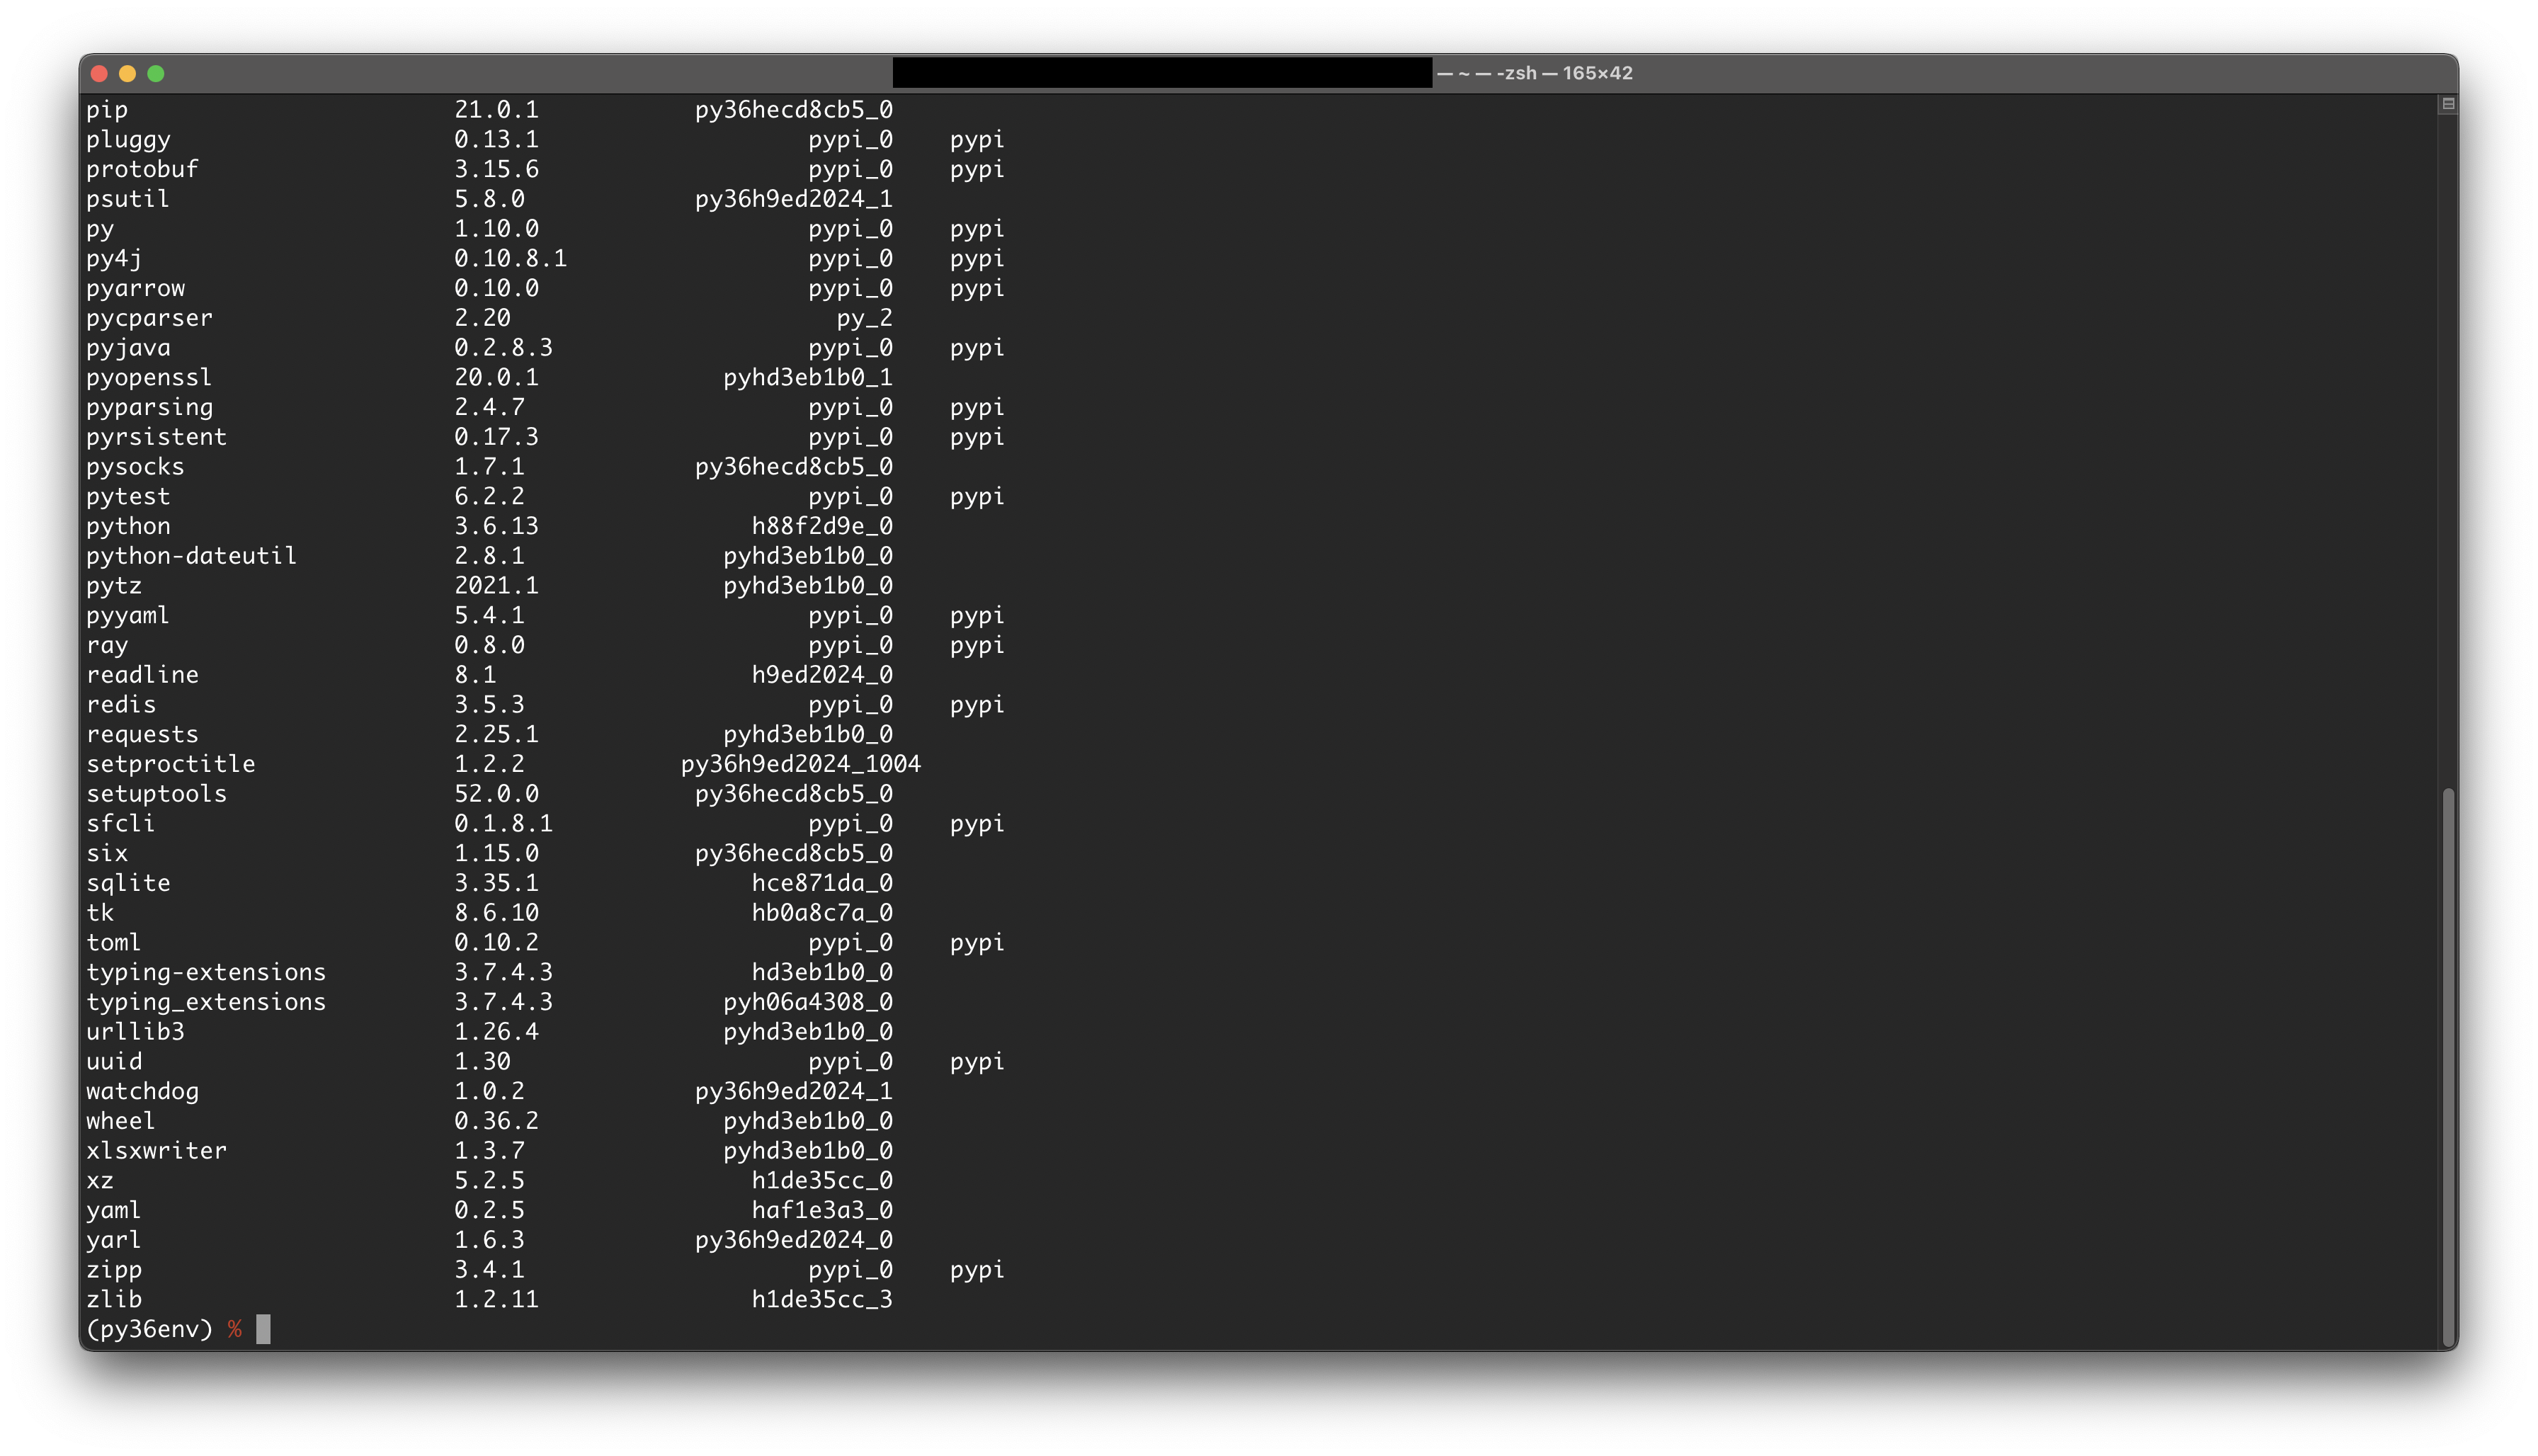 — ~ — -zsh — 165×42
pip 21.0.1 py36hecd8cb5_0
pluggy 0.13.1 pypi_0 pypi
protobuf 3.15.6 pypi_0 pypi
psutil 5.8.0 py36h9ed2024_1
py 1.10.0 pypi_0 pypi
py4j 0.10.8.1 pypi_0 pypi
pyarrow 0.10.0 pypi_0 pypi
pycparser 2.20 py_2
pyjava 0.2.8.3 pypi_0 pypi
pyopenssl 20.0.1 pyhd3eb1b0_1
pyparsing 2.4.7 pypi_0 pypi
pyrsistent 0.17.3 pypi_0 pypi
pysocks 1.7.1 py36hecd8cb5_0
pytest 6.2.2 pypi_0 pypi
python 3.6.13 h88f2d9e_0
python-dateutil 2.8.1 pyhd3eb1b0_0
pytz 2021.1 pyhd3eb1b0_0
pyyaml 5.4.1 pypi_0 pypi
ray 0.8.0 pypi_0 pypi
readline 8.1 h9ed2024_0
redis 3.5.3 pypi_0 pypi
requests 2.25.1 pyhd3eb1b0_0
setproctitle 1.2.2 py36h9ed2024_1004
setuptools 52.0.0 py36hecd8cb5_0
sfcli 0.1.8.1 pypi_0 pypi
six 1.15.0 py36hecd8cb5_0
sqlite 3.35.1 hce871da_0
tk 8.6.10 hb0a8c7a_0
toml 0.10.2 pypi_0 pypi
typing-extensions 3.7.4.3 hd3eb1b0_0
typing_extensions 3.7.4.3 pyh06a4308_0
urllib3 1.26.4 pyhd3eb1b0_0
uuid 1.30 pypi_0 pypi
watchdog 1.0.2 py36h9ed2024_1
wheel 0.36.2 pyhd3eb1b0_0
xlsxwriter 1.3.7 pyhd3eb1b0_0
xz 5.2.5 h1de35cc_0
yaml 0.2.5 haf1e3a3_0
yarl 1.6.3 py36h9ed2024_0
zipp 3.4.1 pypi_0 pypi
zlib 1.2.11 h1de35cc_3
(py36env) %